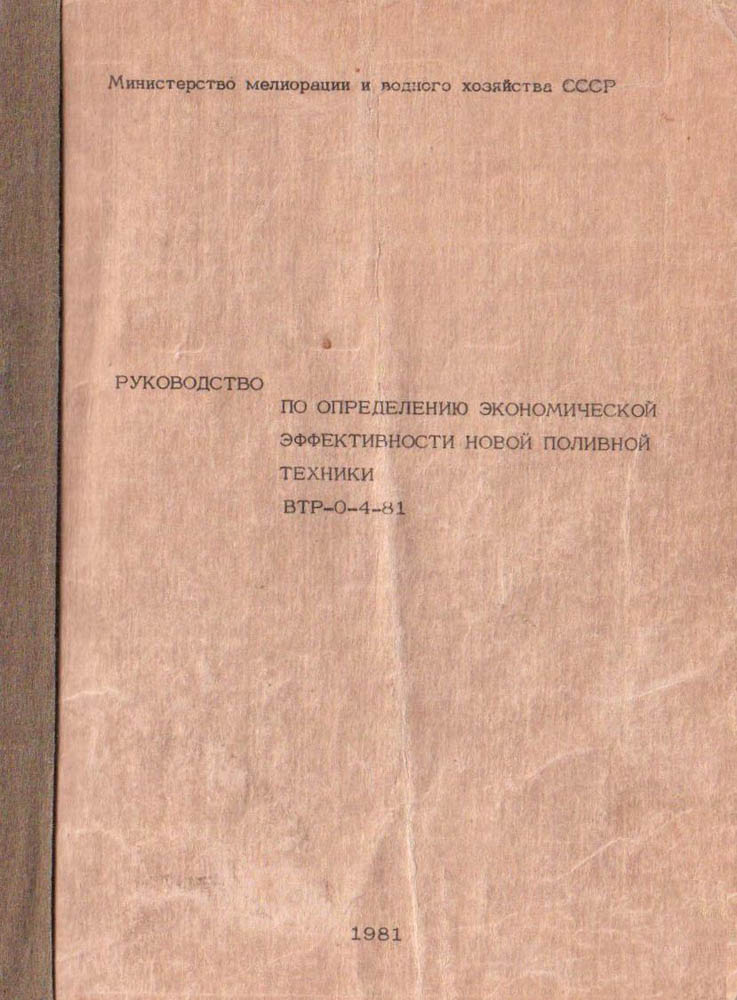 Министерство мелиорации и водного хозяйства СССР
РУКОВОДСТВО
ПО ОПРЕДЕЛЕНИЮ ЭКОНОМИЧЕСКОЙ
ЭФФЕКТИВНОСТИ НОВОЙ ПОЛИВНОЙ
ТЕХНИКИ
ВТР-0-4-81
1981